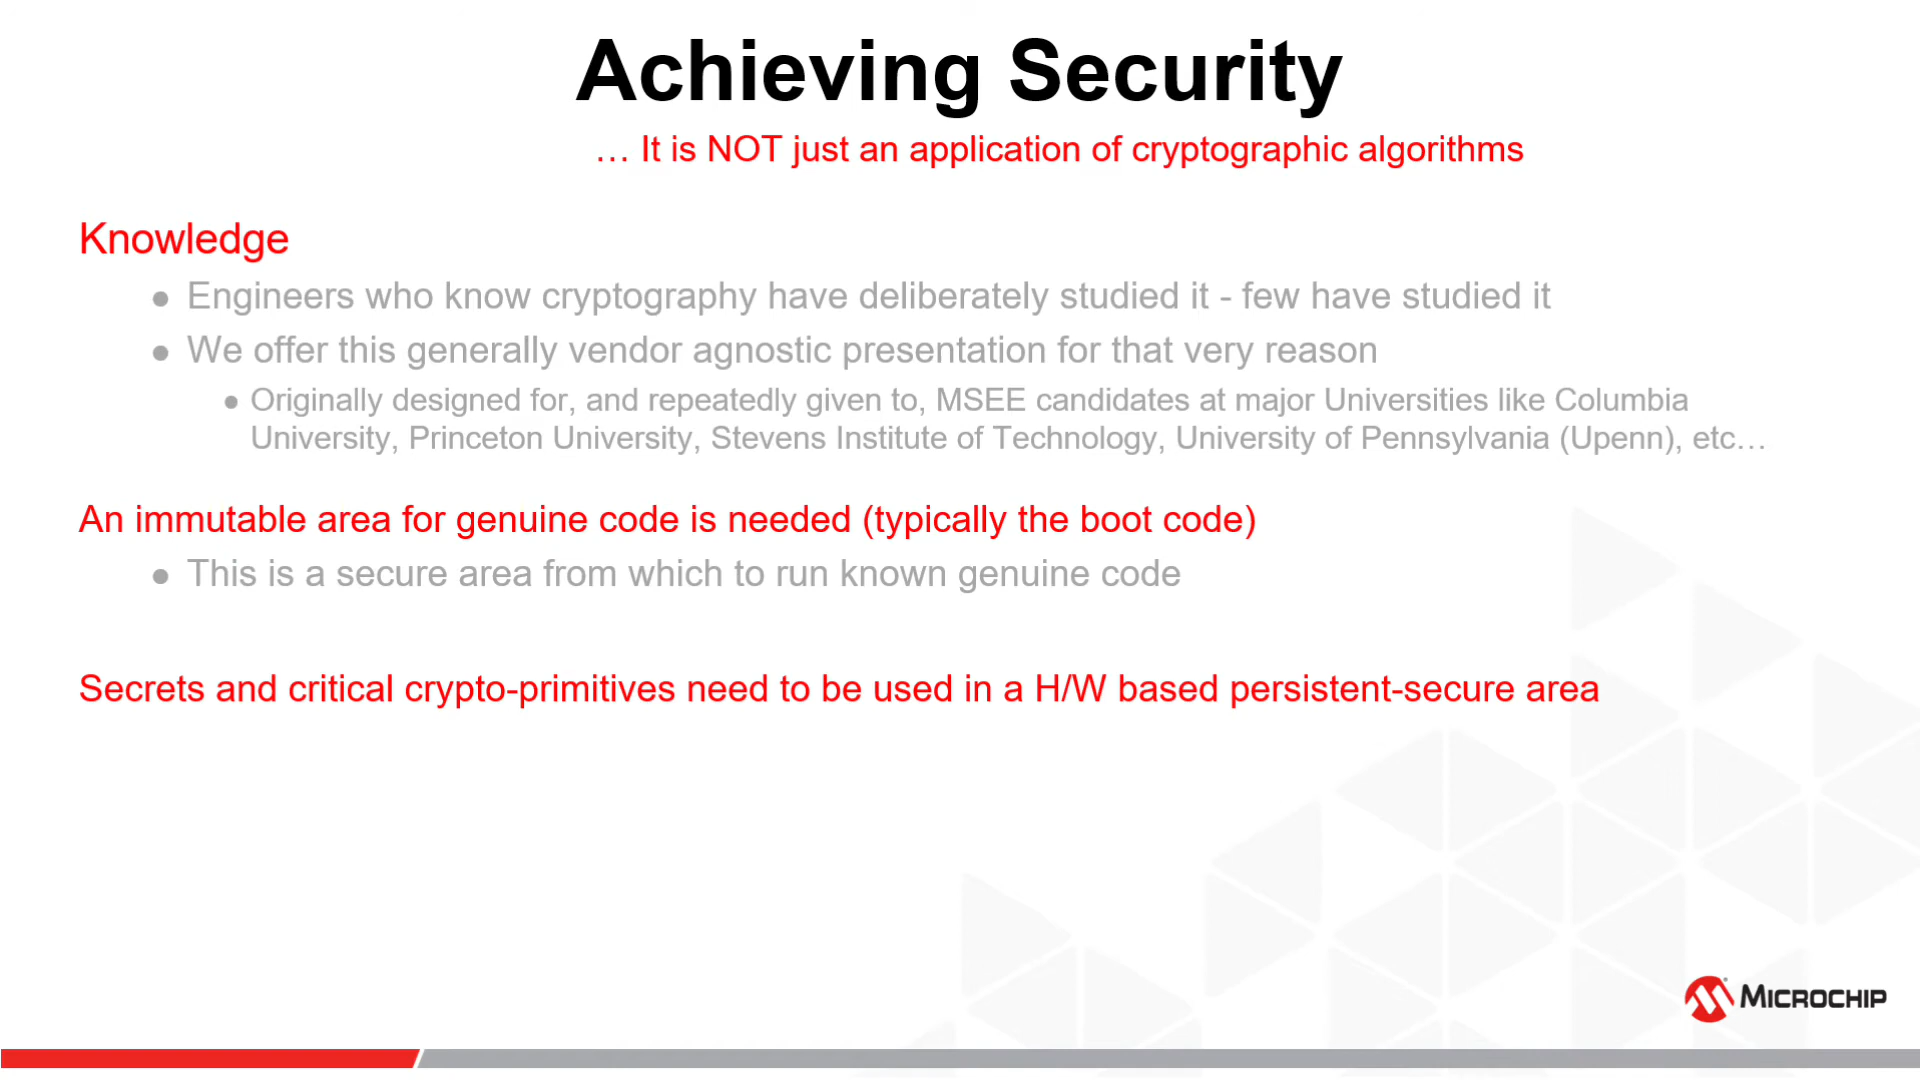 Achieving Security
… It is NOT just an application of cryptographic algorithms
Knowledge
● Engineers who know cryptography have deliberately studied it - few have studied it
● We offer this generally vendor agnostic presentation for that very reason
● Originally designed for, and repeatedly given to, MSEE candidates at major Universities like Columbia
University, Princeton University, Stevens Institute of Technology, University of Pennsylvania (Upenn), etc…
An immutable area for genuine code is needed (typically the boot code)
● This is a secure area from which to run known genuine code
Secrets and critical crypto-primitives need to be used in a H/W based persistent-secure area
MICROCHIP